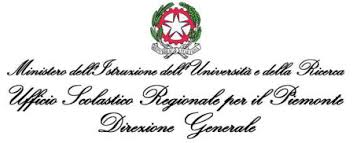 Ministero dell'Istruzione dell'Università e della Ricerca
Ufficio Scolastico Regionale per il Piemonte
Direzione Generale